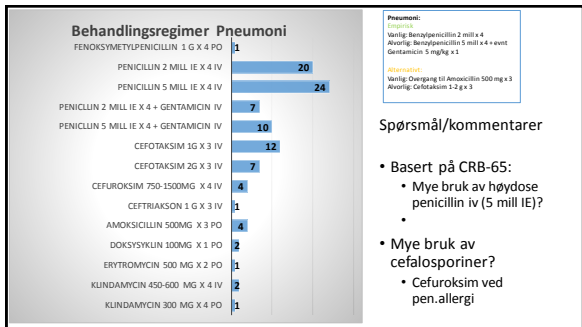 Behandlingsregimer Pneumoni
FENOKSYMETYLPENICILLIN 1 G X 4 PO 1
PENICILLIN 2 MILL IE X 4 IV 20
PENICILLIN 5 MILL IE X 4 IV 24
PENICILLIN 2 MILL IE X 4 + GENTAMICIN IV 7
PENICILLIN 5 MILL IE X 4 + GENTAMICIN IV 10
CEFOTAKSIM 1G X 3 IV 12
CEFOTAKSIM 2G X 3 IV 7
CEFUROKSIM 750-1500MG X 4 IV 4
CEFTRIAKSON 1 G X 3 IV 1
AMOKSICILLIN 500MG X 3 PO 4
DOKSYSYKLIN 100MG X 1 PO 2
ERYTROMYCIN 500 MG X 2 PO 1
KLINDAMYCIN 450-600 MG X 4 IV 2
KLINDAMYCIN 300 MG X 4 PO 1
Pneumoni:
Empirisk
Vanlig: Benzylpenicillin 2 mill x 4
Alvorlig: Benzylpenicillin 5 mill x 4 + evnt
Gentamicin 5 mg/kg x 1
Alternativt:
Vanlig: Overgang til Amoxicillin 500 mg x 3
Alvorlig: Cefotaksim 1-2 g x 3
Spørsmål/kommentarer
• Basert på CRB-65:
• Mye bruk av høydose
penicillin iv (5 mill IE)?
•
• Mye bruk av
cefalosporiner?
• Cefuroksim ved
pen.allergi